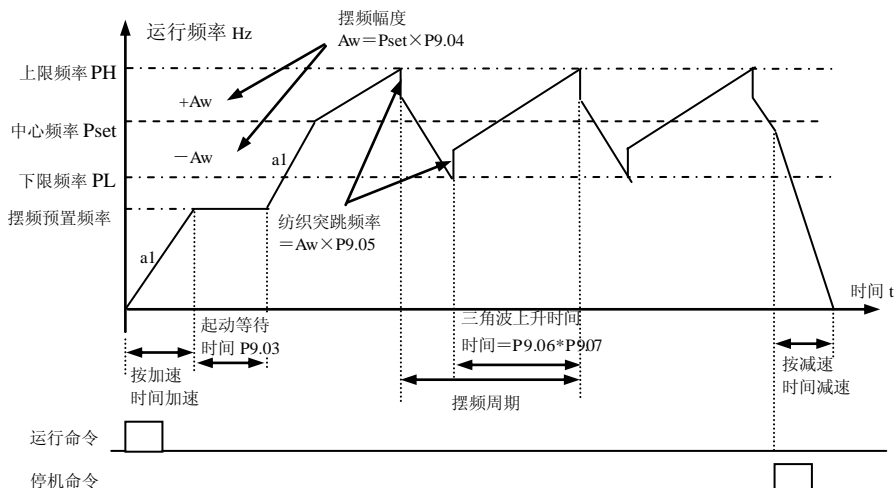 运行频率 Hz
摆频幅度
Aw＝Pset×P9.04
上限频率 PH
+Aw
中心频率 Pset
－Aw
a1
下限频率 PL
摆频预置频率
纺织突跳频率
＝Aw×P9.05
a1
时间 t
起动等待
时间 P9.03
三角波上升时间
时间＝P9.06*P9.07
按加速
时间加速
摆频周期
按减速
时间减速
运行命令
停机命令